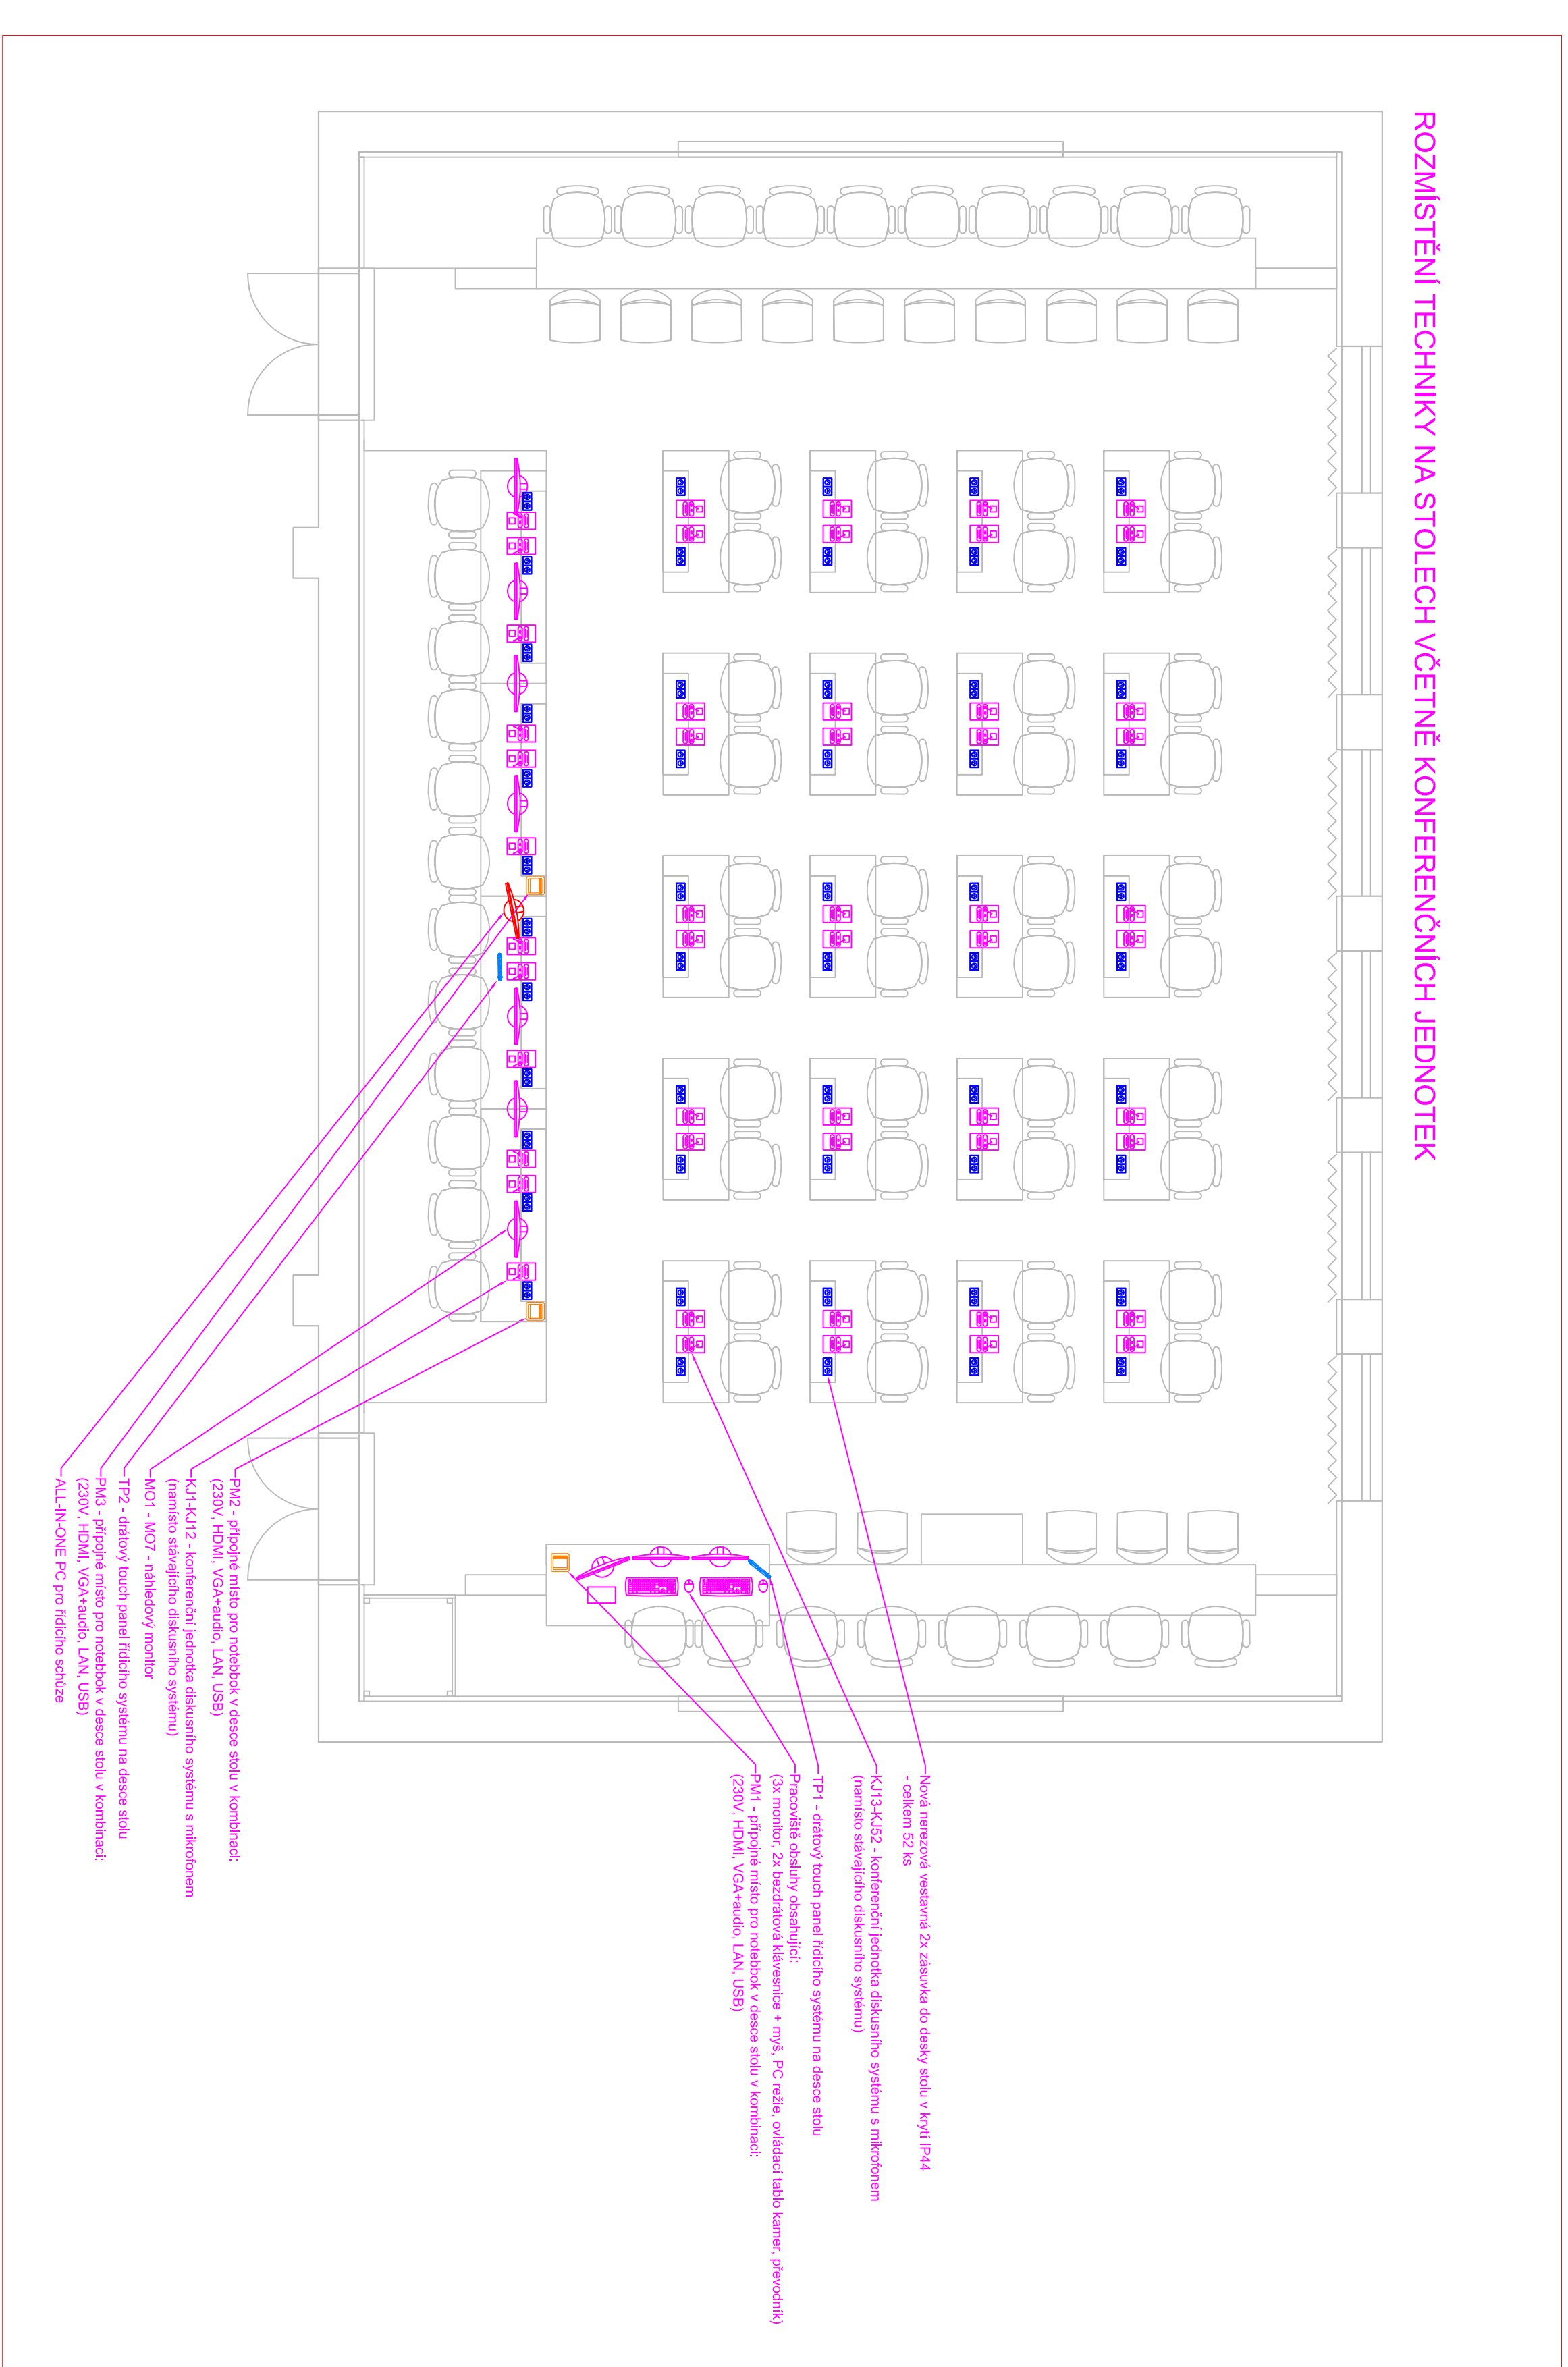 ROZMÍSTĚNÍ TECHNIKY NA STOLECH VČETNĚ KONFERENČNÍCH JEDNOTEK
Nová nerezová vestavná 2x zásuvka do desky stolu v krytí IP44
- celkem 52 ks
KJ13-KJ52 - konferenční jednotka diskusního systému s mikrofonem
(namísto stávajícího diskusního systému)
TP1 - drátový touch panel řídicího systému na desce stolu
Pracoviště obsluhy obsahující:
(3x monitor, 2x bezdrátová klávesnice + myš, PC režie, ovládací tablo kamer, převodník)
PM1 - přípojné místo pro notebbok v desce stolu v kombinaci:
(230V, HDMI, VGA+audio, LAN, USB)
PM2 - přípojné místo pro notebbok v desce stolu v kombinaci:
(230V, HDMI, VGA+audio, LAN, USB)
KJ1-KJ12 - konferenční jednotka diskusního systému s mikrofonem
(namísto stávajícího diskusního systému)
MO1 - MO7 - náhledový monitor
TP2 - drátový touch panel řídicího systému na desce stolu
PM3 - přípojné místo pro notebbok v desce stolu v kombinaci:
(230V, HDMI, VGA+audio, LAN, USB)
ALL-IN-ONE PC pro řídicího schůze